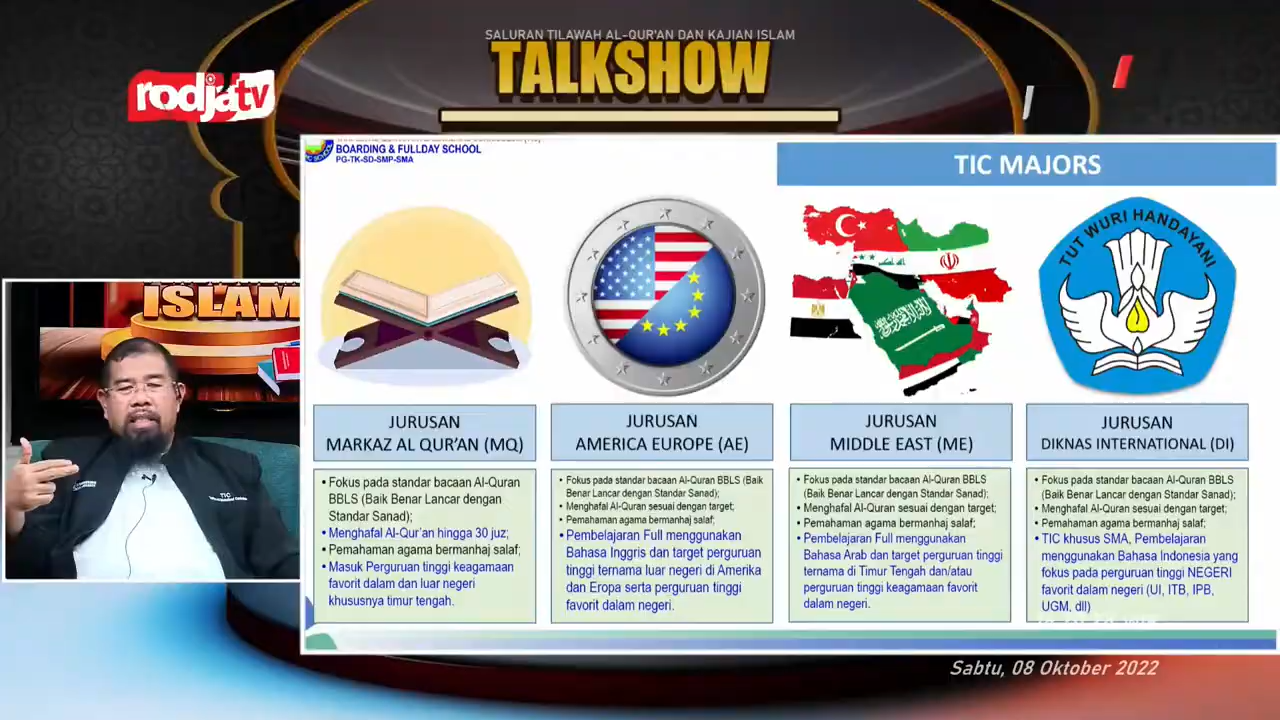 SALURAN TILAWAH AL-QUR'AN DAN KAJIAN ISLAM
TALKSHOW
rodjatv
BOARDING & FULLDAY SCHOOL
PG-TK-SD-SMP-SMA
TIC MAJORS
TUT WURI HANDAYANI
ISLAM
TIC
JURUSAN
MARKAZ AL QUR'AN (MQ)
• Fokus pada standar bacaan Al-Quran
BBLS (Baik Benar Lancar dengan
Standar Sanad);
• Menghafal Al-Qur'an hingga 30 juz;
• Pemahaman agama bermanhaj salaf;
• Masuk Perguruan tinggi keagamaan
favorit dalam dan luar negeri
khususnya timur tengah.
JURUSAN
AMERICA EUROPE (AE)
• Fokus pada standar bacaan Al-Quran BBLS (Baik
Benar Lancar dengan Standar Sanad);
• Menghafal Al-Quran sesuai dengan target;
• Pemahaman agama bermanhaj salaf;
• Pembelajaran Full menggunakan
Bahasa Inggris dan target perguruan
tinggi ternama luar negeri di Amerika
dan Eropa serta perguruan tinggi
favorit dalam negeri.
JURUSAN
MIDDLE EAST (ME)
• Fokus pada standar bacaan Al-Quran BBLS
(Baik Benar Lancar dengan Standar Sanad);
• Menghafal Al-Quran sesuai dengan target;
• Pemahaman agama bermanhaj salaf;
• Pembelajaran Full menggunakan
Bahasa Arab dan target perguruan tinggi
ternama di Timur Tengah dan/atau
perguruan tinggi keagamaan favorit
dalam negeri.
JURUSAN
DIKNAS INTERNATIONAL (DI)
• Fokus pada standar bacaan Al-Quran BBLS
(Baik Benar Lancar dengan Standar Sanad);
• Menghafal Al-Quran sesuai dengan target;
• Pemahaman agama bermanhaj salaf;
• TIC khusus SMA, Pembelajaran
menggunakan Bahasa Indonesia yang
fokus pada perguruan tinggi NEGERI
favorit dalam negeri (UI, ITB, IPB,
UGM, dll)
Sabtu, 08 Oktober 2022